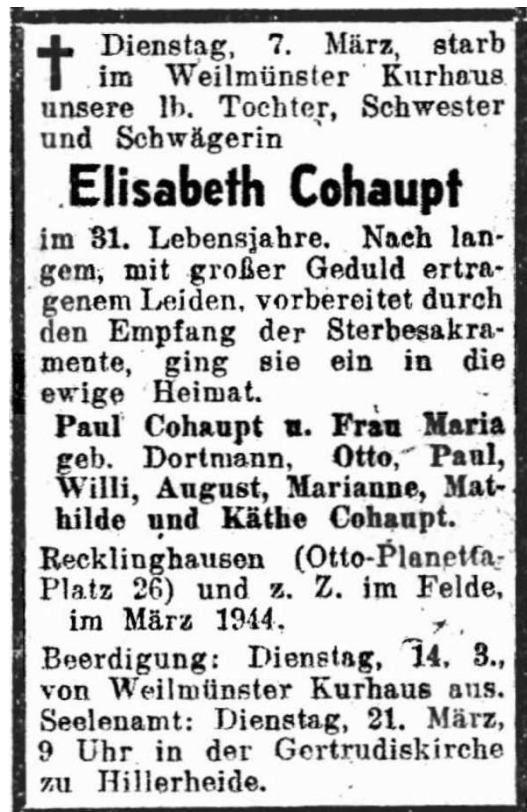 † Dienstag, 7. März, starb
im Weilmünster Kurhaus
unsere lb. Tochter, Schwester
und Schwägerin
Elisabeth Cohaupt
im 31. Lebensjahre. Nach lan-
gem, mit großer Geduld ertra-
genem Leiden, vorbereitet durch
den Empfang der Sterbesakra-
mente, ging sie ein in die
ewige Heimat.
Paul Cohaupt u. Frau Maria
geb. Dortmann, Otto, Paul,
Willi, August, Marianne, Mat-
hilde und Käthe Cohaupt.
Recklinghausen (Otto-Planetta-
Platz 26) und z. Z. im Felde,
im März 1944.
Beerdigung: Dienstag, 14. 3.,
von Weilmünster Kurhaus aus.
Seelenamt: Dienstag, 21. März,
9 Uhr in der Gertrudiskirche
zu Hillerheide.